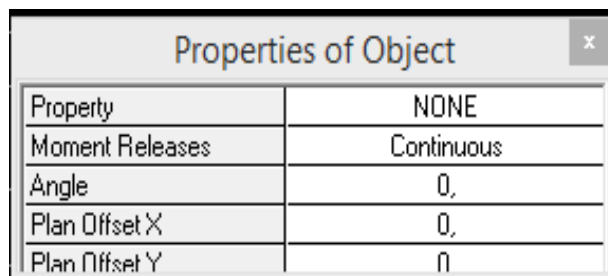 Properties of Object
x
Property NONE
Moment Releases Continuous
Angle 0,
Plan Offset X 0,
Plan Offset Y 0